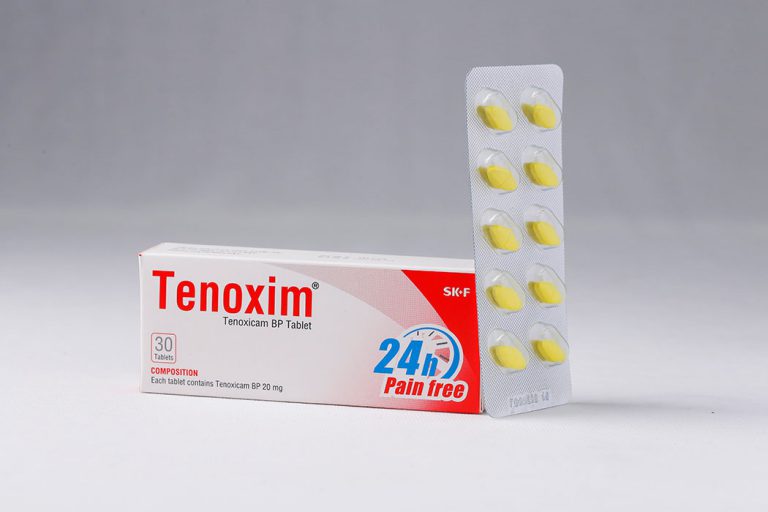 Tenoxim®
Tenoxicam BP Tablet
30
Tablets
COMPOSITION
Each tablet contains Tenoxicam BP 20 mg
SK+F
24h
Pain free